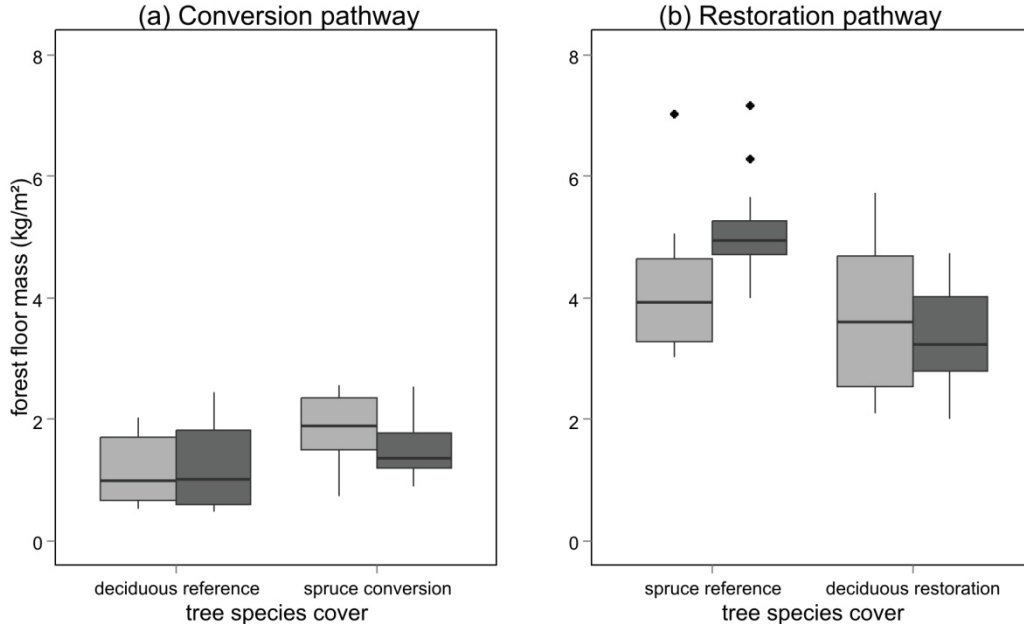 (a) Conversion pathway
forest floor mass (kg/m²)
8
6
4
2
0
deciduous reference spruce conversion
tree species cover
(b) Restoration pathway
8
6
4
2
0
spruce reference deciduous restoration
tree species cover